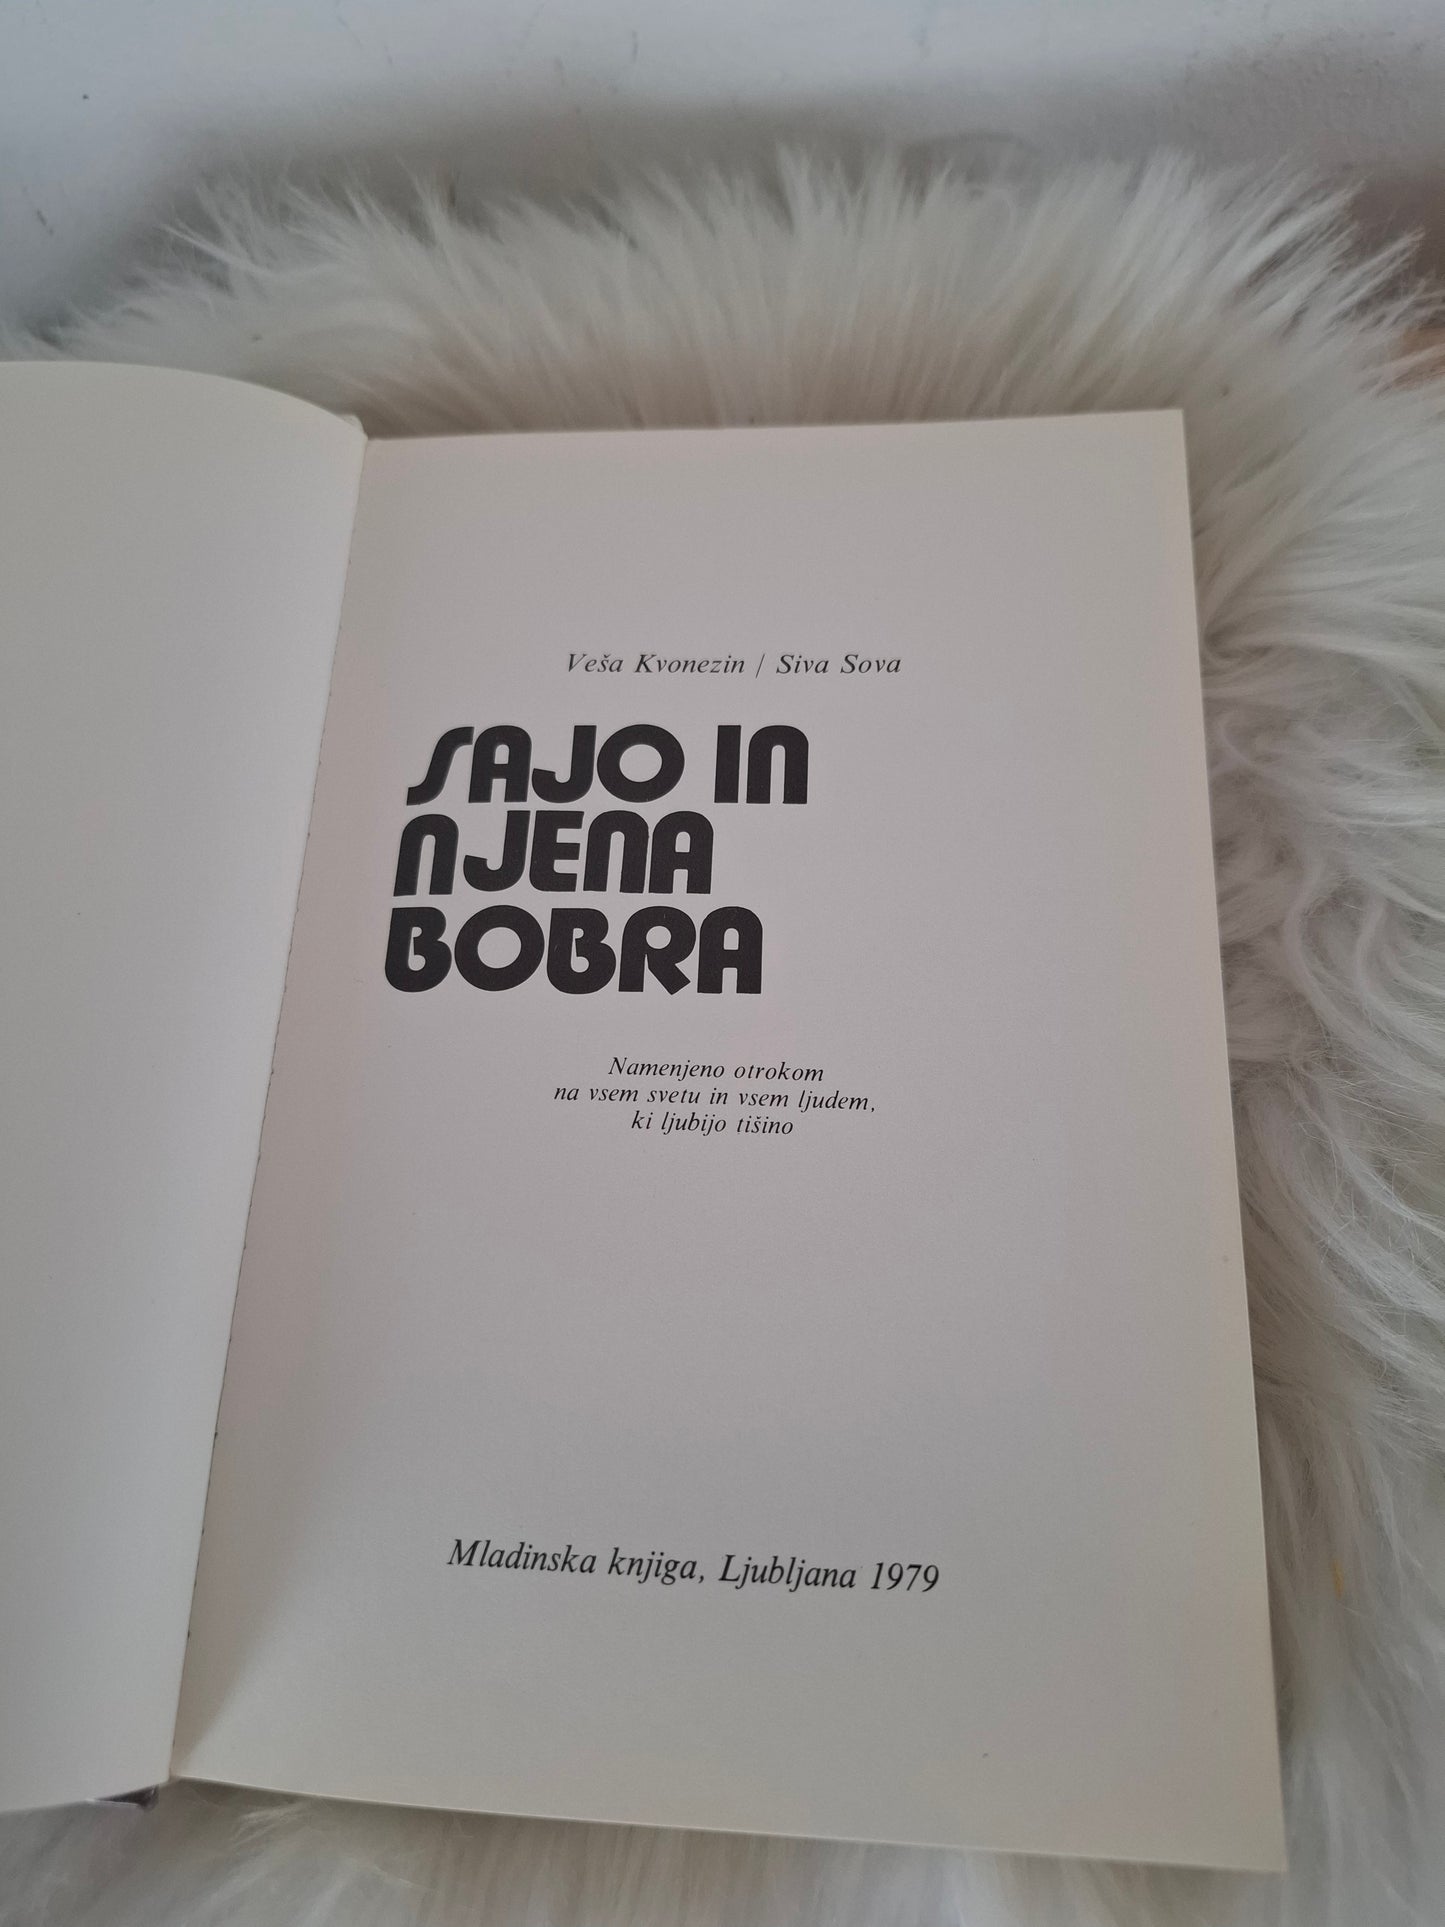 Veša Kvonezin / Siva Sova
SAJO IN
NJENA
BOBRA
Namenjeno otrokom
na vsem svetu in vsem ljudem,
ki ljubijo tišino
Mladinska knjiga, Ljubljana 1979